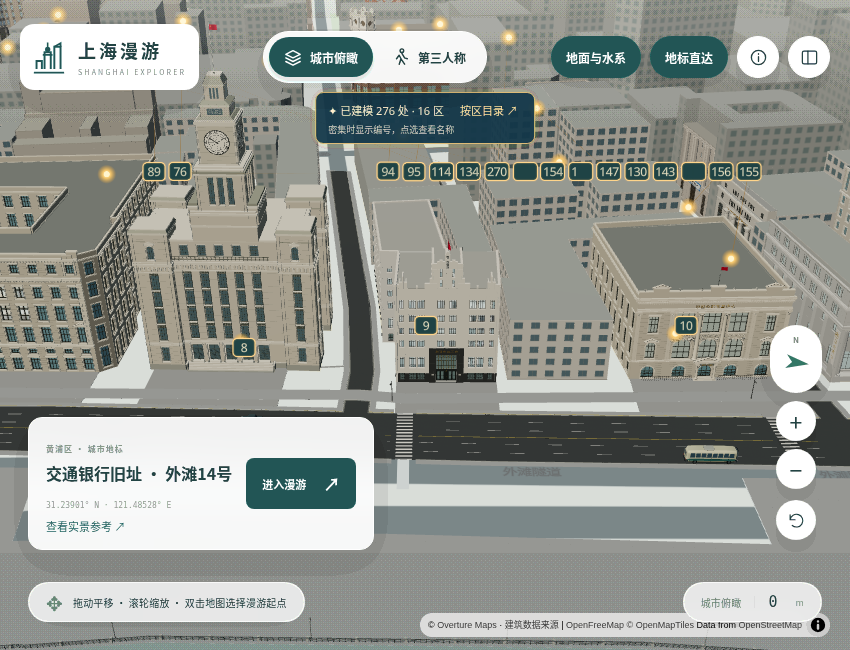 上海漫游
SHANGHAI EXPLORER
城市俯瞰
第三人称
地面与水系
地标直达
✦ 已建模 276 处 · 16 区 按区目录 ↗
密集时显示编号，点选查看名称
89 76 94 95 114 134 270 154 1 147 130 143 156 155
8
9
10
N
外滩隧道
黄浦区 · 城市地标
交通银行旧址 · 外滩14号
进入漫游 ↗
31.23901° N · 121.48528° E
查看实景参考 ↗
拖动平移 · 滚轮缩放 · 双击地图选择漫游起点
城市俯瞰 0 m
© Overture Maps · 建筑数据来源 | OpenFreeMap © OpenMapTiles Data from OpenStreetMap